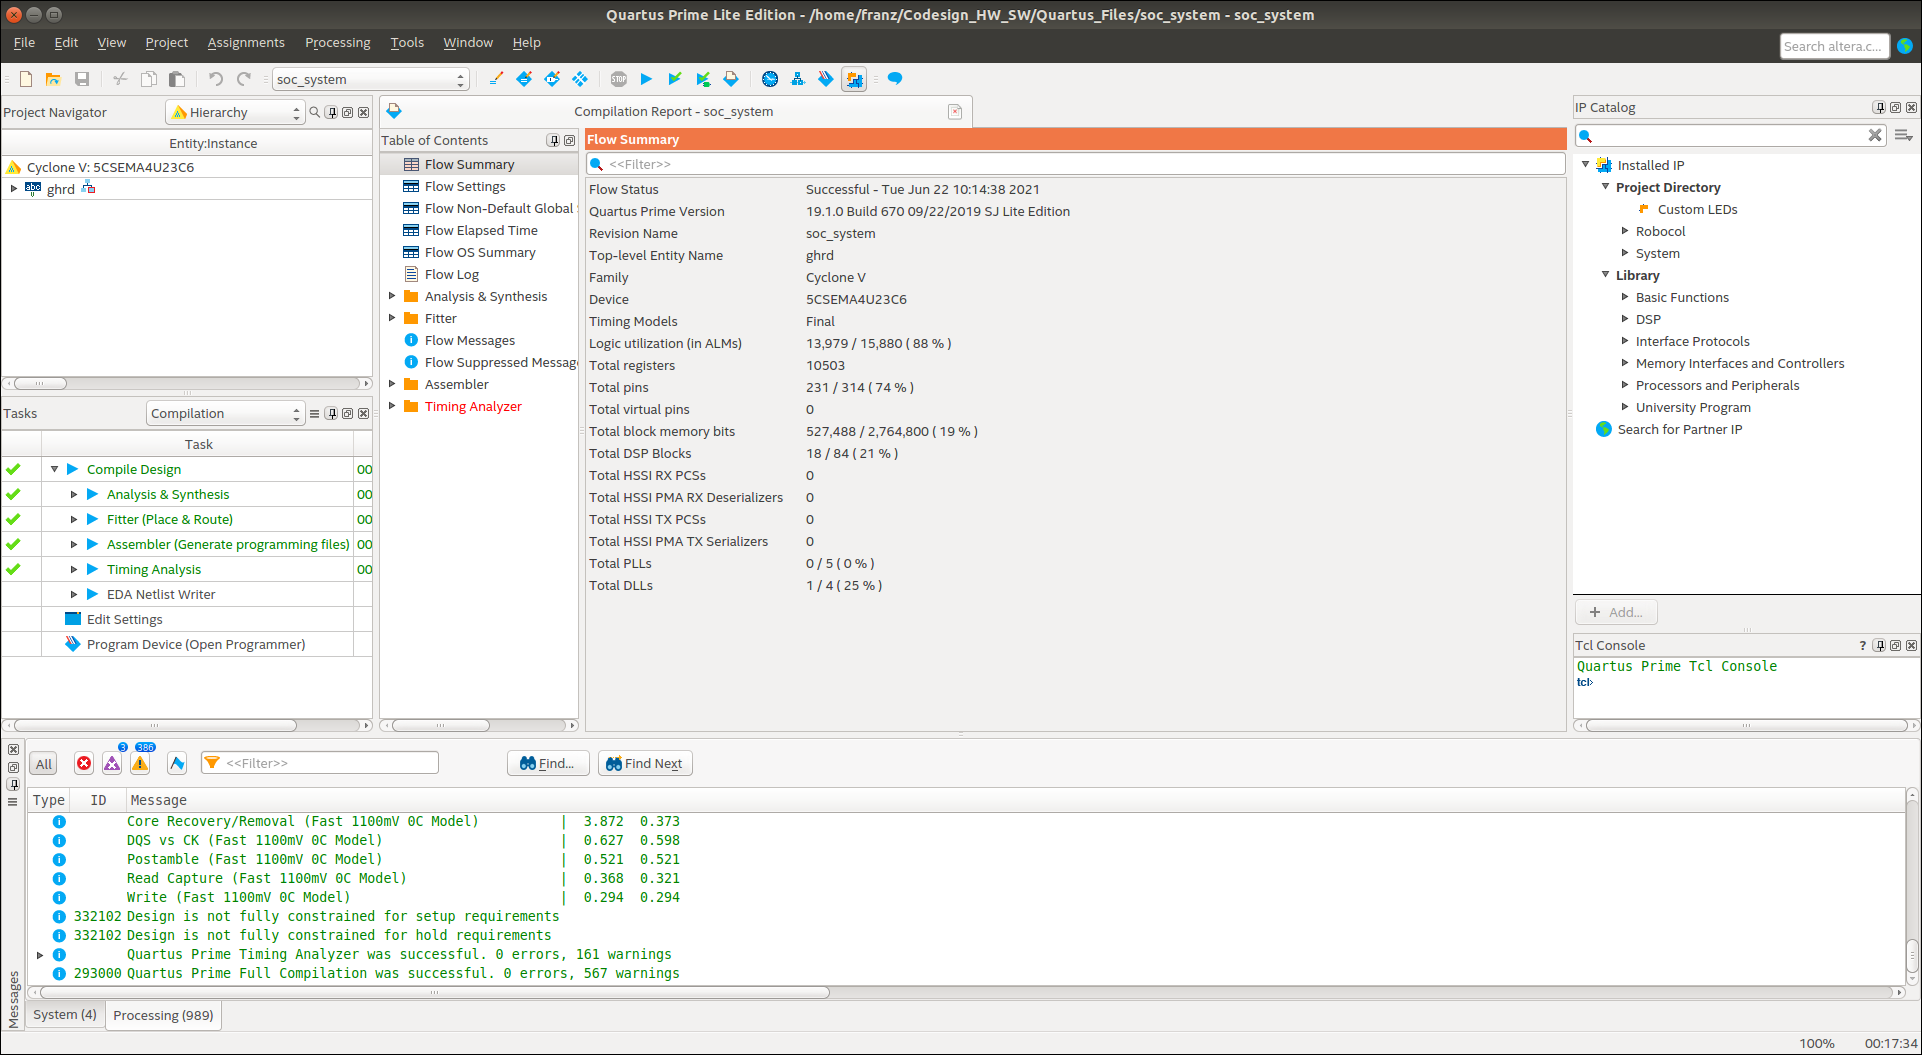 Quartus Prime Lite Edition - /home/franz/Codesign_HW_SW/Quartus_Files/soc_system - soc_system
File Edit View Project Assignments Processing Tools Window Help
Search altera.c...
soc_system
STOP
Project Navigator
Hierarchy
Entity:Instance
Cyclone V: 5CSEMA4U23C6
abc ghrd
Tasks
Compilation
Task
Compile Design 00
Analysis & Synthesis 00
Fitter (Place & Route) 00
Assembler (Generate programming files) 00
Timing Analysis 00
EDA Netlist Writer
Edit Settings
Program Device (Open Programmer)
Compilation Report - soc_system
Table of Contents
Flow Summary
Flow Settings
Flow Non-Default Global
Flow Elapsed Time
Flow OS Summary
Flow Log
Analysis & Synthesis
Fitter
Flow Messages
Flow Suppressed Messag
Assembler
Timing Analyzer
Flow Summary
<<Filter>>
Flow Status Successful - Tue Jun 22 10:14:38 2021
Quartus Prime Version 19.1.0 Build 670 09/22/2019 SJ Lite Edition
Revision Name soc_system
Top-level Entity Name ghrd
Family Cyclone V
Device 5CSEMA4U23C6
Timing Models Final
Logic utilization (in ALMs) 13,979 / 15,880 ( 88 % )
Total registers 10503
Total pins 231 / 314 ( 74 % )
Total virtual pins 0
Total block memory bits 527,488 / 2,764,800 ( 19 % )
Total DSP Blocks 18 / 84 ( 21 % )
Total HSSI RX PCSs 0
Total HSSI PMA RX Deserializers 0
Total HSSI TX PCSs 0
Total HSSI PMA TX Serializers 0
Total PLLs 0 / 5 ( 0 % )
Total DLLs 1 / 4 ( 25 % )
IP Catalog
Installed IP
Project Directory
Custom LEDs
Robocol
System
Library
Basic Functions
DSP
Interface Protocols
Memory Interfaces and Controllers
Processors and Peripherals
University Program
Search for Partner IP
+ Add...
Tcl Console
?
Quartus Prime Tcl Console
tcl>
All
3
386
<<Filter>>
Find...
Find Next
Type ID Message
Core Recovery/Removal (Fast 1100mV 0C Model) | 3.872 0.373
DQS vs CK (Fast 1100mV 0C Model) | 0.627 0.598
Postamble (Fast 1100mV 0C Model) | 0.521 0.521
Read Capture (Fast 1100mV 0C Model) | 0.368 0.321
Write (Fast 1100mV 0C Model) | 0.294 0.294
332102 Design is not fully constrained for setup requirements
332102 Design is not fully constrained for hold requirements
Quartus Prime Timing Analyzer was successful. 0 errors, 161 warnings
293000 Quartus Prime Full Compilation was successful. 0 errors, 567 warnings
Messages
System (4)
Processing (989)
100% 00:17:34